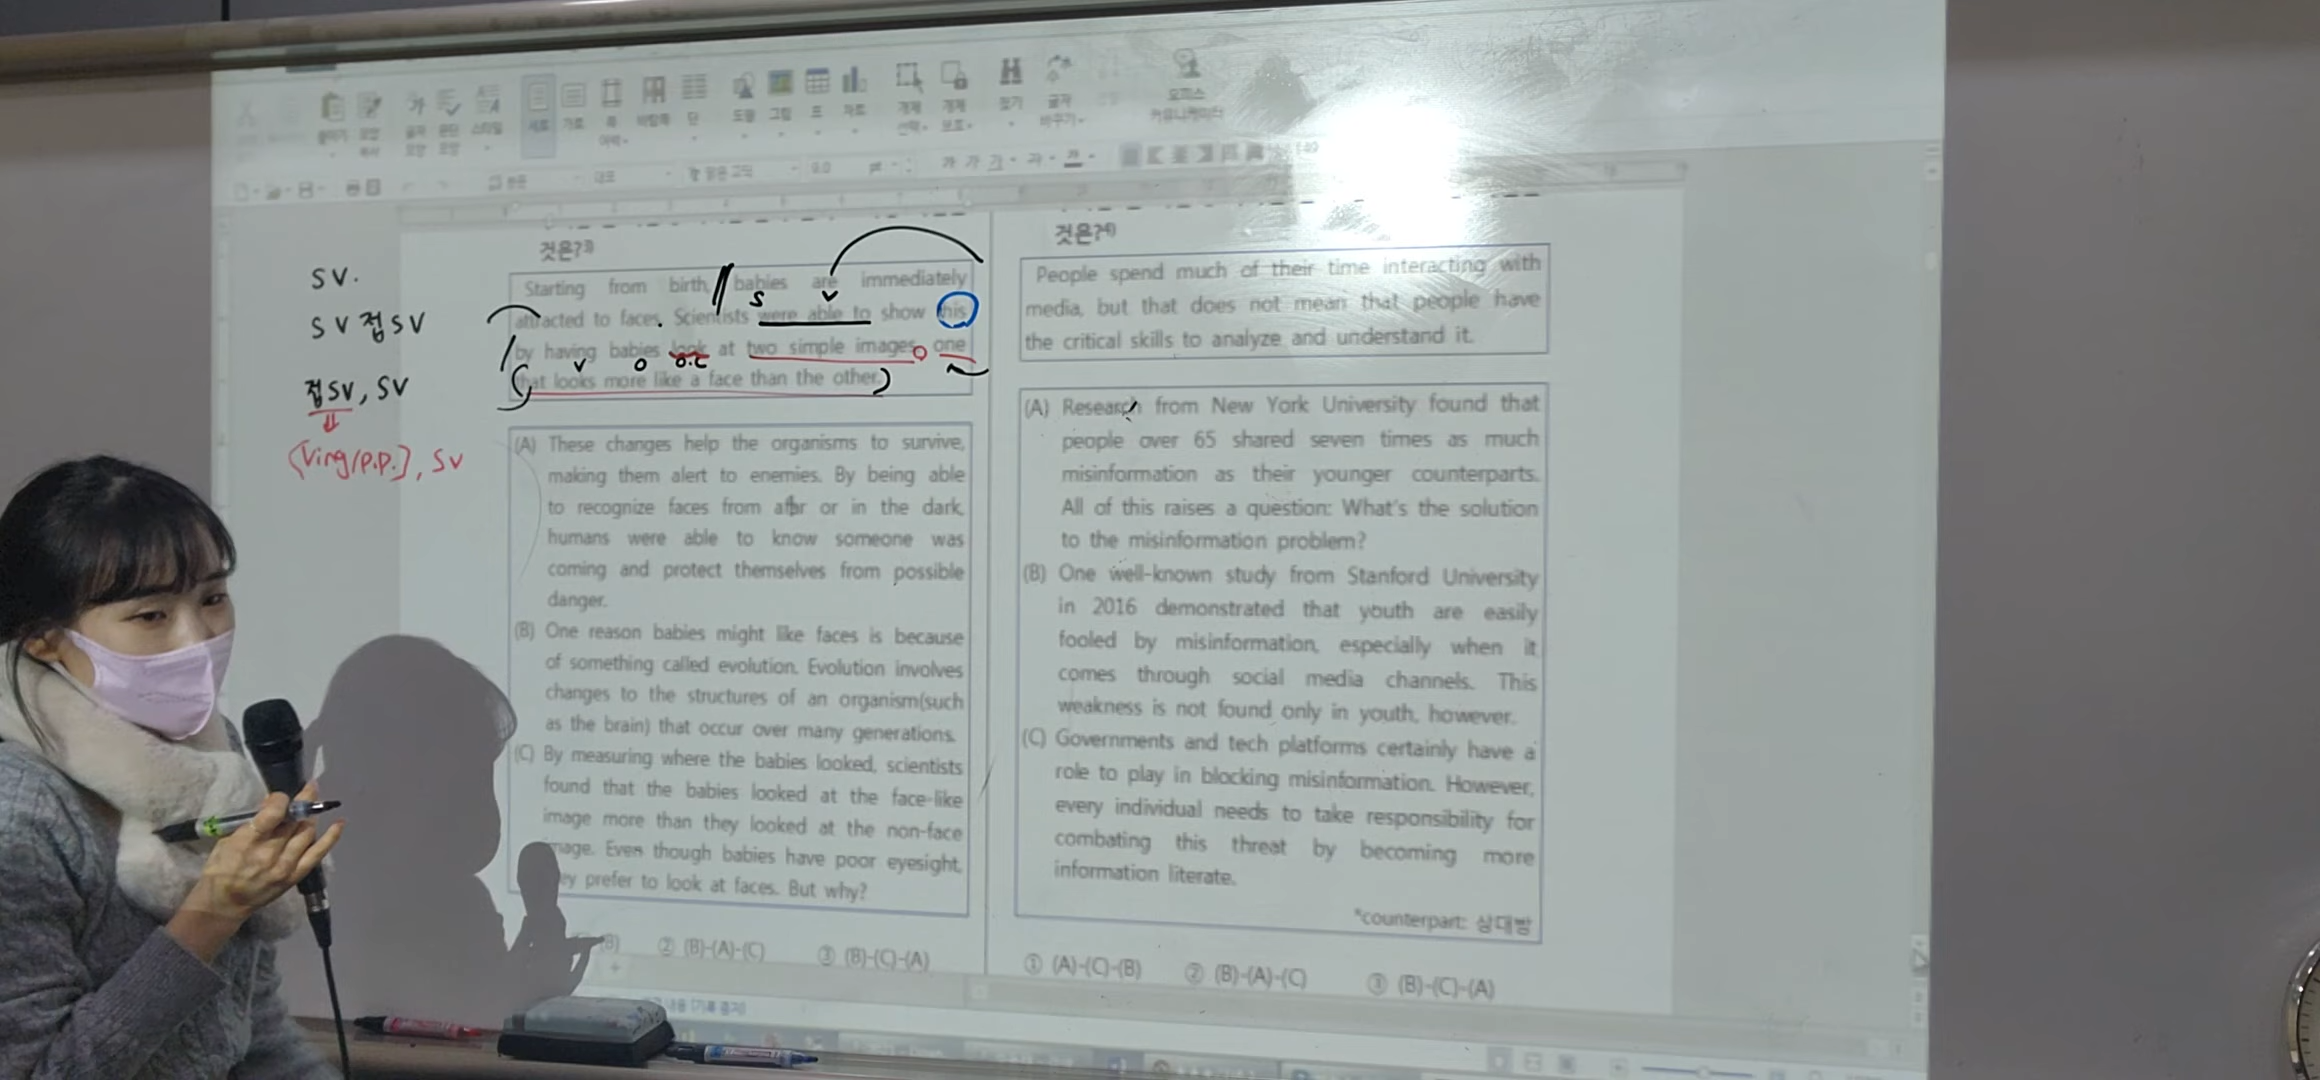 SV.
SV접SV
접SV, SV
⇓
(Ving/p.p.), SV
것은?3)
Starting from birth, babies are immediately
S V
attracted to faces. Scientists were able to show this
by having babies look at two simple images, one
V O O.C
that looks more like a face than the other.
(A) These changes help the organisms to survive,
making them alert to enemies. By being able
to recognize faces from afar or in the dark,
humans were able to know someone was
coming and protect themselves from possible
danger.
(B) One reason babies might like faces is because
of something called evolution. Evolution involves
changes to the structures of an organism(such
as the brain) that occur over many generations.
(C) By measuring where the babies looked, scientists
found that the babies looked at the face-like
image more than they looked at the non-face
image. Even though babies have poor eyesight,
they prefer to look at faces. But why?
(B) ② (B)-(A)-(C) ③ (B)-(C)-(A)
것은?4)
People spend much of their time interacting with
media, but that does not mean that people have
the critical skills to analyze and understand it.
(A) Research from New York University found that
people over 65 shared seven times as much
misinformation as their younger counterparts.
All of this raises a question: What's the solution
to the misinformation problem?
(B) One well-known study from Stanford University
in 2016 demonstrated that youth are easily
fooled by misinformation, especially when it
comes through social media channels. This
weakness is not found only in youth, however.
(C) Governments and tech platforms certainly have a
role to play in blocking misinformation. However,
every individual needs to take responsibility for
combating this threat by becoming more
information literate.
*counterpart: 상대방
① (A)-(C)-(B) ② (B)-(A)-(C) ③ (B)-(C)-(A)